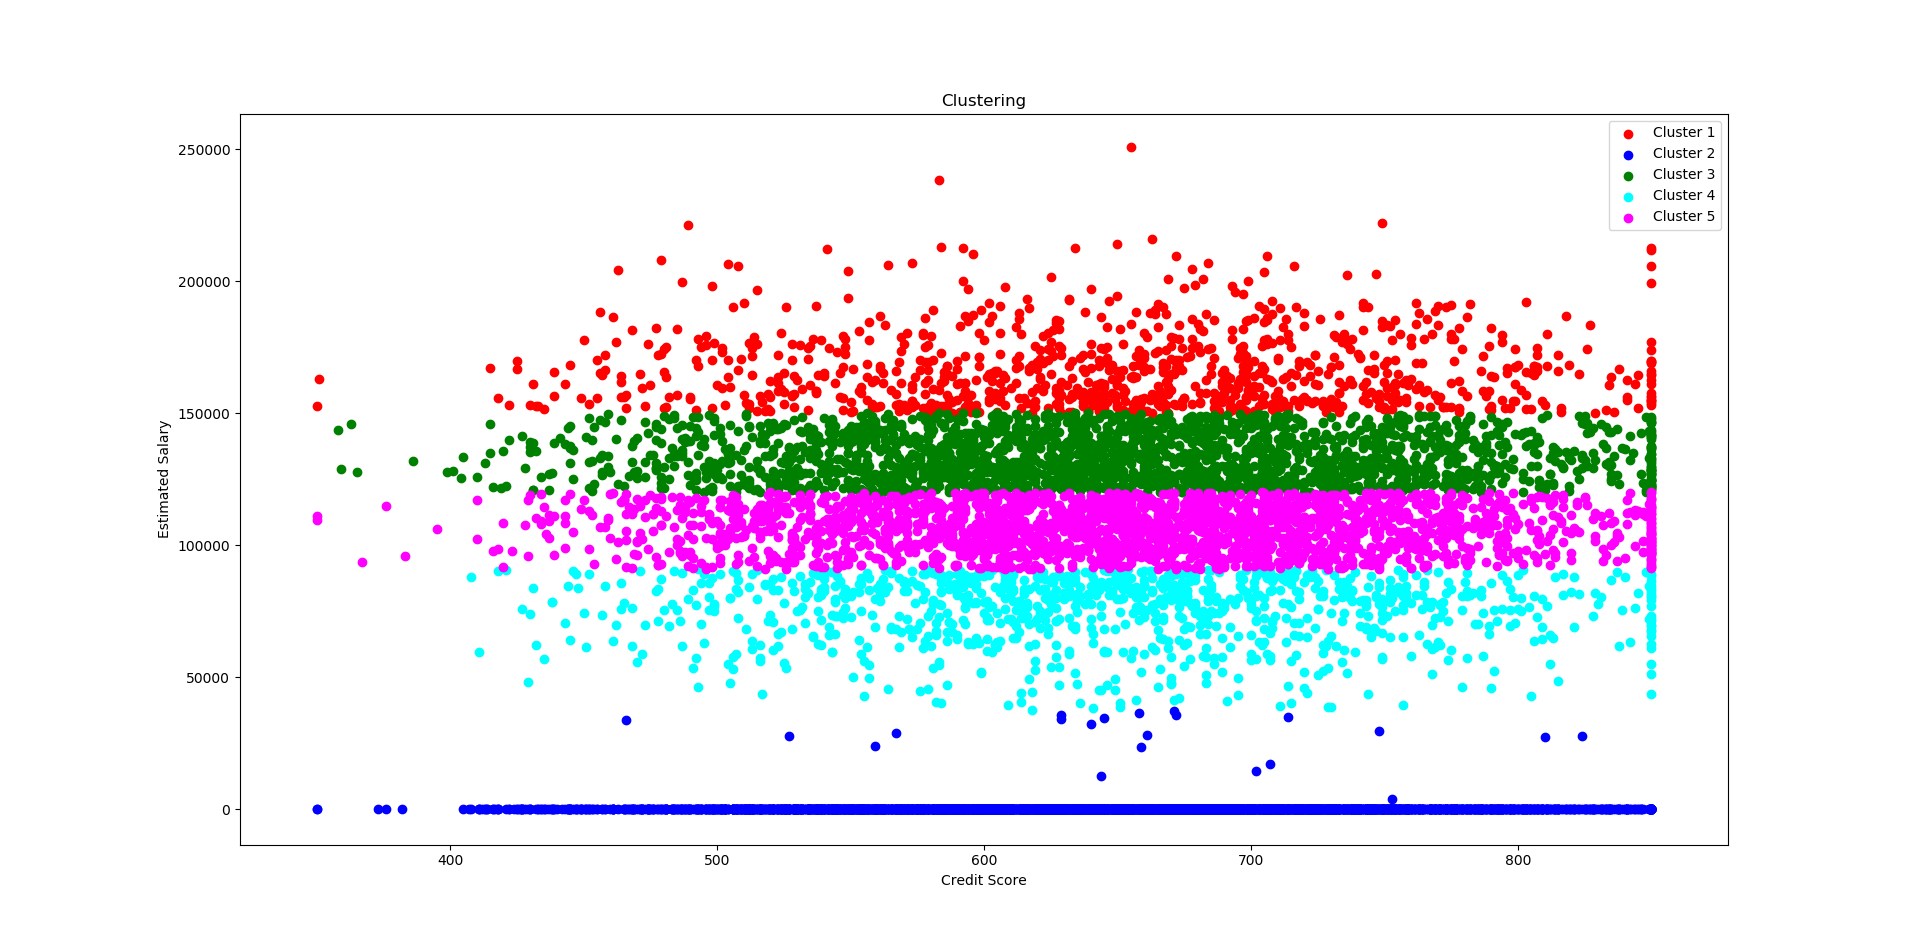 Clustering
Cluster 1
Cluster 2
Cluster 3
Cluster 4
Cluster 5
250000
200000
150000
100000
50000
0
Estimated Salary
400 500 600 700 800
Credit Score